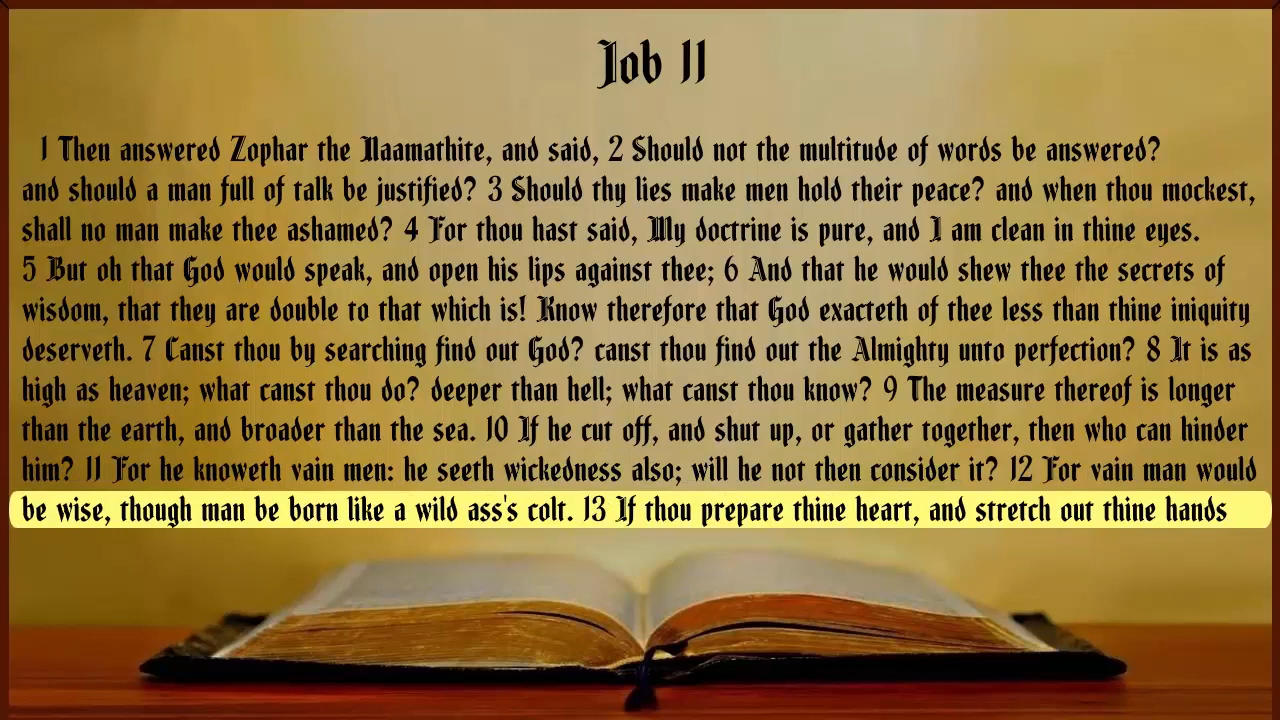 Job 11
1 Then answered Zophar the Naamathite, and said, 2 Should not the multitude of words be answered?
and should a man full of talk be justified? 3 Should thy lies make men hold their peace? and when thou mockest,
shall no man make thee ashamed? 4 For thou hast said, My doctrine is pure, and I am clean in thine eyes.
5 But oh that God would speak, and open his lips against thee; 6 And that he would shew thee the secrets of
wisdom, that they are double to that which is! Know therefore that God exacteth of thee less than thine iniquity
deserveth. 7 Canst thou by searching find out God? canst thou find out the Almighty unto perfection? 8 It is as
high as heaven; what canst thou do? deeper than hell; what canst thou know? 9 The measure thereof is longer
than the earth, and broader than the sea. 10 If he cut off, and shut up, or gather together, then who can hinder
him? 11 For he knoweth vain men: he seeth wickedness also; will he not then consider it? 12 For vain man would
be wise, though man be born like a wild ass's colt. 13 If thou prepare thine heart, and stretch out thine hands